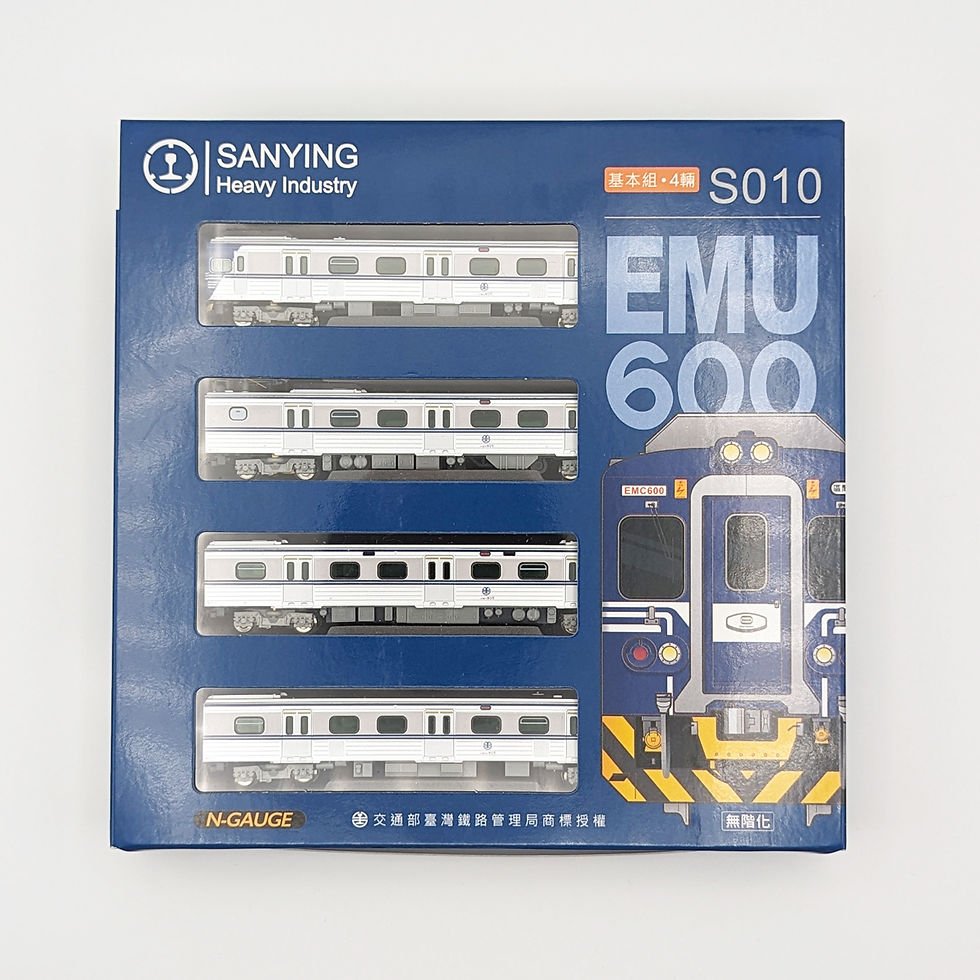 SANYING
Heavy Industry
基本組・4輛
S010
EMU
600
EMC600
N-GAUGE
交通部臺灣鐵路管理局商標授權
無階化